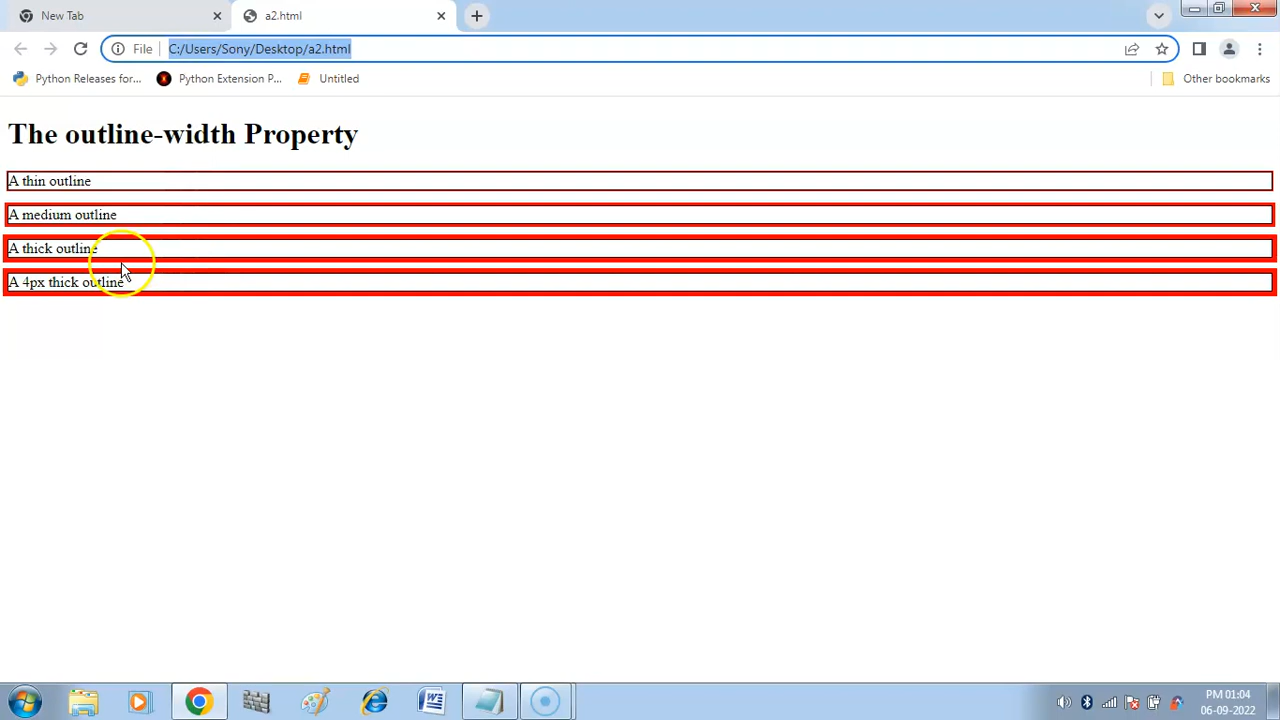 New Tab
a2.html
File
C:/Users/Sony/Desktop/a2.html
Python Releases for...
Python Extension P...
Untitled
Other bookmarks
The outline-width Property
A thin outline
A medium outline
A thick outline
A 4px thick outline
PM 01:04
06-09-2022